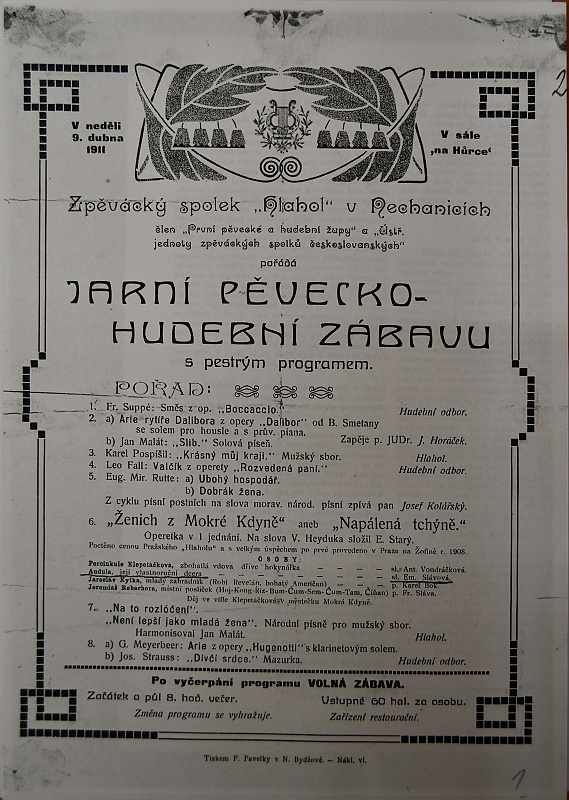 V neděli
9. dubna
1911
V sále
„na Hůrce“
Zpěvácký spolek „Hlahol“ v Nechanicích
člen „První pěvecké a hudební župy“ a „Ústř.
jednoty zpěváckých spolků českoslovanských“
pořádá
JARNÍ PĚVECKO-
HUDEBNÍ ZÁBAVU
s pestrým programem.
POŘAD:
1. Fr. Suppé: Směs z op. „Boccaccio.“ Hudební odbor.
2. a) Arie rytíře Dalibora z opery „Dalibor“ od B. Smetany
se solem pro housle a s prův. piana.
b) Jan Malát: „Slib.“ Solová píseň. Zapěje p. JUDr. J. Horáček.
3. Karel Pospíšil: „Krásný můj kraji.“ Mužský sbor. Hlahol.
4. Leo Fall: Valčík z operety „Rozvedená paní.“ Hudební odbor.
5. Eug. Mir. Rutte: a) Ubohý hospodář.
b) Dobrák žena.
Z cyklu písní postních na slova morav. národ. písní zpívá pan Josef Kolářský.
6. „Ženich z Mokré Kdyně“ aneb „Napálená tchýně.“
Operetka v 1 jednání. Na slova V. Heyduka složil E. Starý.
Poctěno cenou Pražského „Hlaholu“ a s velkým úspěchem po prvé provedeno v Praze na Žofíně r. 1908.
OSOBY:
Porcinkule Klepetáčková, zbohatlá vdova, dříve hokynářka — — — — — sl. Ant. Vondráčková.
Andula, její vlastnoruční dcera — — — — — — — — sl. Em. Slávová.
Jaroslav Kytka, mladý zahradník (Robi Revečán, bohatý Američan) — — — p. Karel Bok.
Jeremiáš Rebarbora, místní poslíček (Hoj-Kong-Riz-Bum-Čum-Sem-Čum-Tam, Číňan) p. Fr. Sláva.
Děj ve ville Klepetáčkově v městečku Mokrá Kdyně.
7. „Na to rozlóčení“.
„Není lepší jako mladá žena“. Národní písně pro mužský sbor.
Harmonisoval Jan Malát. Hlahol.
8. a) G. Meyerbeer: Arie z opery „Hugenotti“ s klarinetovým solem.
b) Jos. Strauss: „Dívčí srdce.“ Mazurka. Hudební odbor.
Po vyčerpání programu VOLNÁ ZÁBAVA.
Začátek o půl 8. hod. večer. Vstupné 60 hal. za osobu.
Změna programu se vyhražuje. Zařízení restaurační.
Tiskem F. Pavelky v N. Bydžově. — Nákl. vl.
1